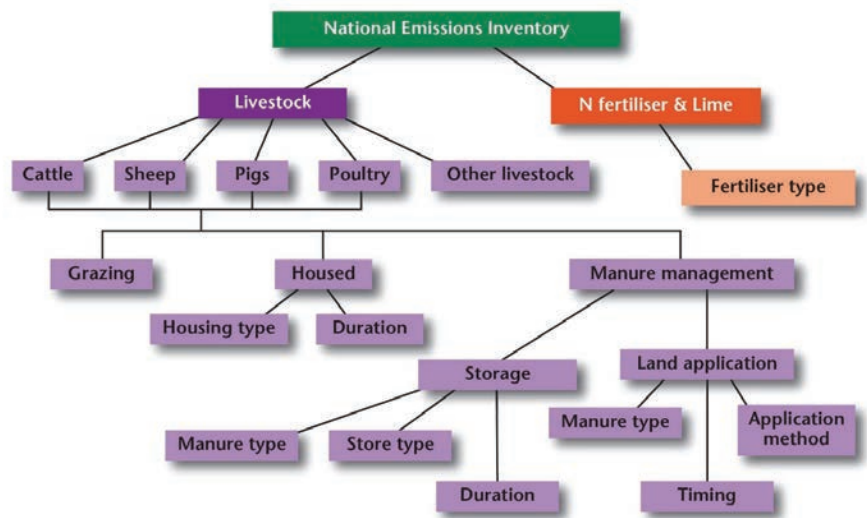 National Emissions Inventory
Livestock
N fertiliser & Lime
Cattle
Sheep
Pigs
Poultry
Other livestock
Fertiliser type
Grazing
Housed
Manure management
Housing type
Duration
Storage
Land application
Manure type
Store type
Manure type
Application
method
Duration
Timing